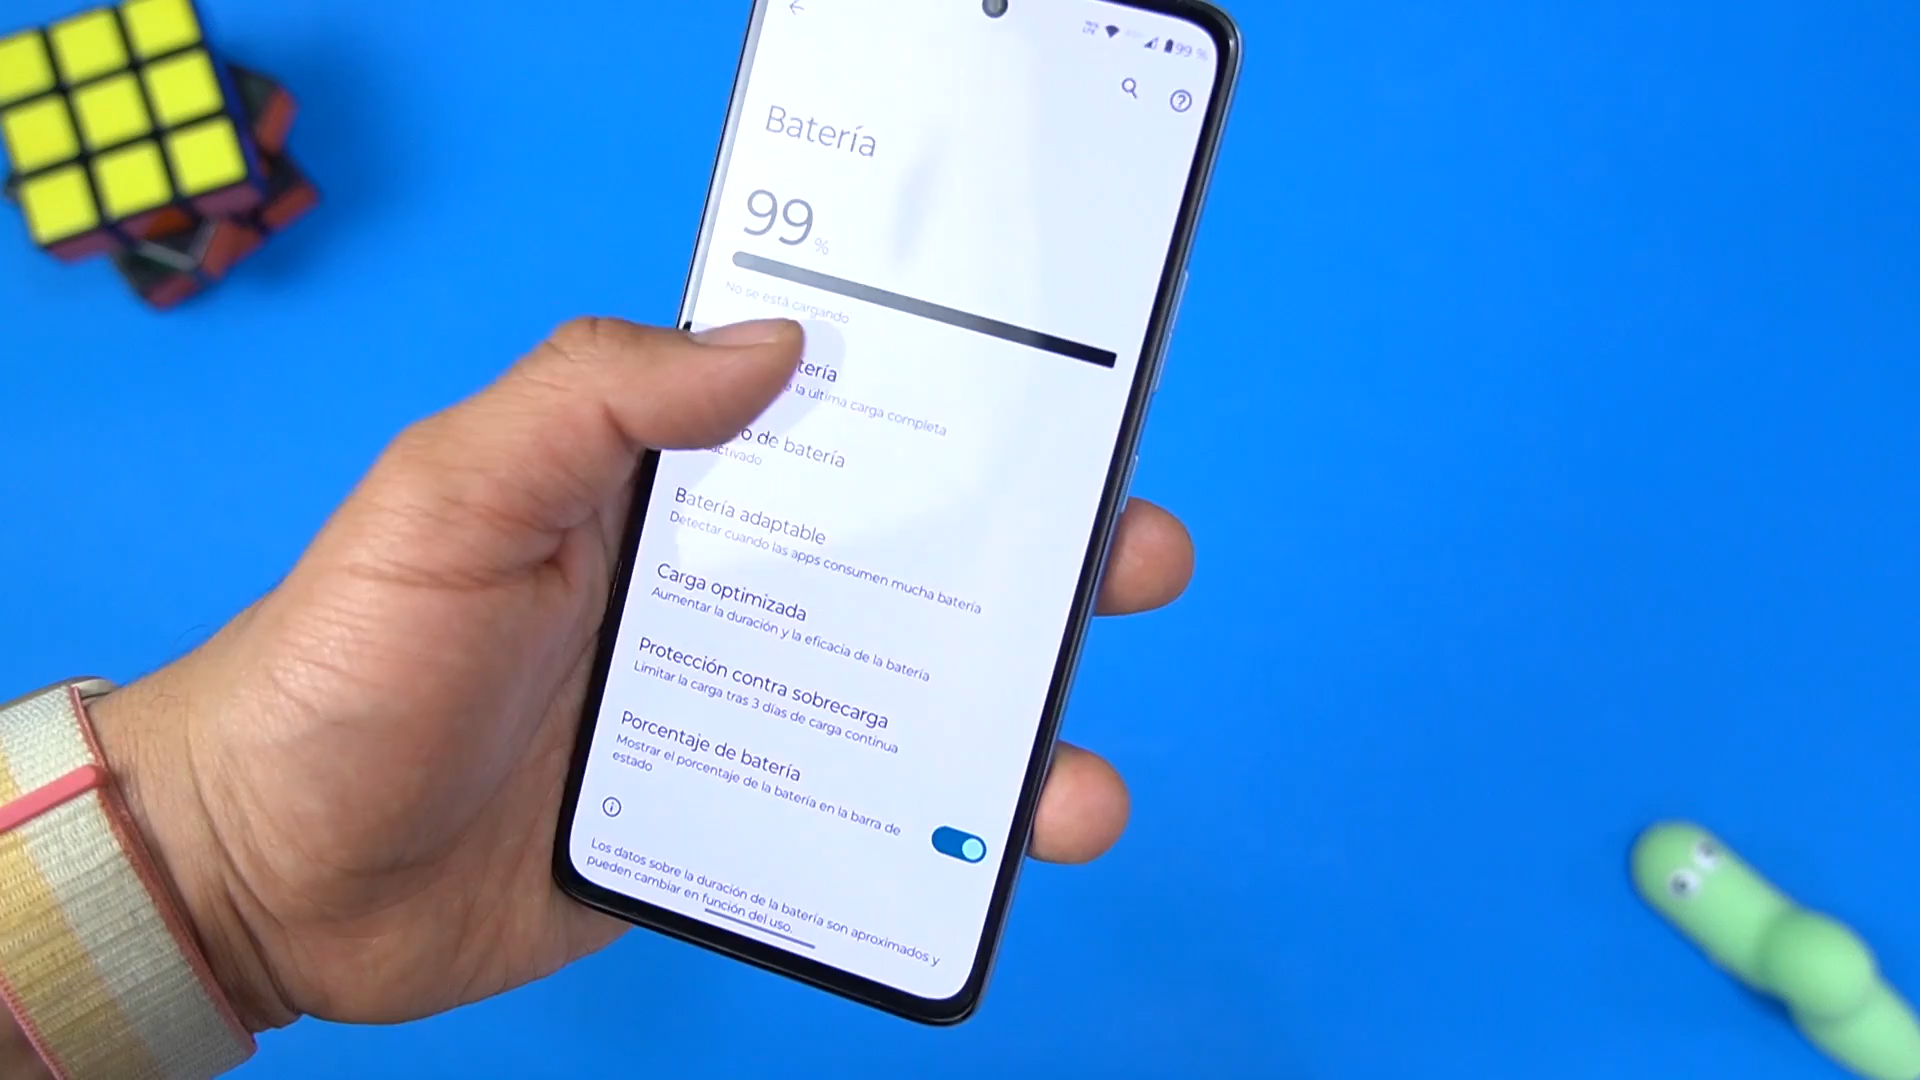 99 %
Batería
99 %
No se está cargando
tería
la última carga completa
o de batería
activado
Batería adaptable
Detectar cuando las apps consumen mucha batería
Carga optimizada
Aumentar la duración y la eficacia de la batería
Protección contra sobrecarga
Limitar la carga tras 3 días de carga continua
Porcentaje de batería
Mostrar el porcentaje de la batería en la barra de
estado
Los datos sobre la duración de la batería son aproximados y
pueden cambiar en función del uso.